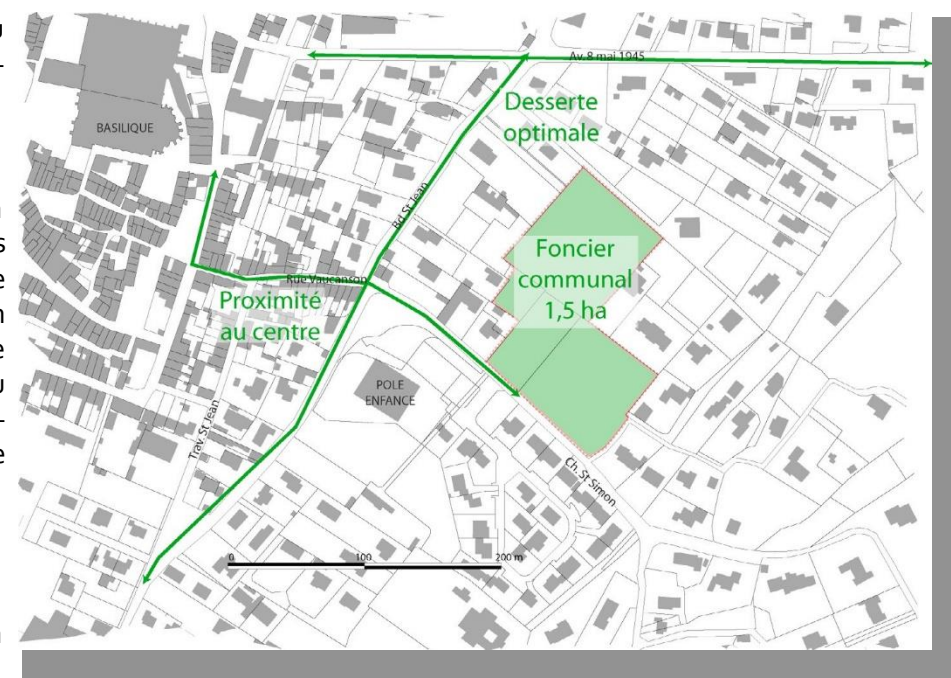 Av. 8 mai 1945
Desserte
optimale
BASILIQUE
Bd St Jean
Foncier
communal
1,5 ha
Rue Vaucanson
Proximité
au centre
POLE
ENFANCE
Trav. St Jean
Ch. St Simon
0 100 200 m